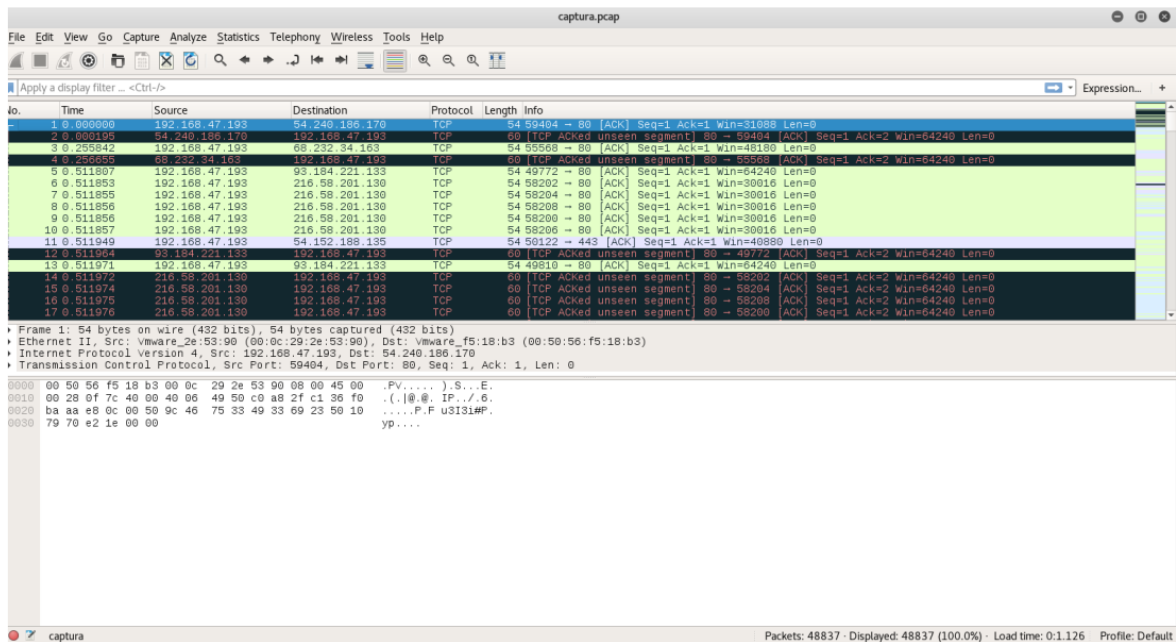 captura.pcap
File Edit View Go Capture Analyze Statistics Telephony Wireless Tools Help
Apply a display filter ... <Ctrl-/> Expression... +
No. Time Source Destination Protocol Length Info
1 0.000000 192.168.47.193 54.240.186.170 TCP 54 59404 → 80 [ACK] Seq=1 Ack=1 Win=31088 Len=0
2 0.000195 54.240.186.170 192.168.47.193 TCP 60 [TCP ACKed unseen segment] 80 → 59404 [ACK] Seq=1 Ack=2 Win=64240 Len=0
3 0.255842 192.168.47.193 68.232.34.163 TCP 54 55568 → 80 [ACK] Seq=1 Ack=1 Win=48180 Len=0
4 0.256655 68.232.34.163 192.168.47.193 TCP 60 [TCP ACKed unseen segment] 80 → 55568 [ACK] Seq=1 Ack=2 Win=64240 Len=0
5 0.511807 192.168.47.193 93.184.221.133 TCP 54 49772 → 80 [ACK] Seq=1 Ack=1 Win=64240 Len=0
6 0.511853 192.168.47.193 216.58.201.130 TCP 54 58202 → 80 [ACK] Seq=1 Ack=1 Win=30016 Len=0
7 0.511855 192.168.47.193 216.58.201.130 TCP 54 58204 → 80 [ACK] Seq=1 Ack=1 Win=30016 Len=0
8 0.511856 192.168.47.193 216.58.201.130 TCP 54 58208 → 80 [ACK] Seq=1 Ack=1 Win=30016 Len=0
9 0.511856 192.168.47.193 216.58.201.130 TCP 54 58200 → 80 [ACK] Seq=1 Ack=1 Win=30016 Len=0
10 0.511857 192.168.47.193 216.58.201.130 TCP 54 58206 → 80 [ACK] Seq=1 Ack=1 Win=30016 Len=0
11 0.511949 192.168.47.193 54.152.188.135 TCP 54 50122 → 443 [ACK] Seq=1 Ack=1 Win=40880 Len=0
12 0.511964 93.184.221.133 192.168.47.193 TCP 60 [TCP ACKed unseen segment] 80 → 49772 [ACK] Seq=1 Ack=2 Win=64240 Len=0
13 0.511971 192.168.47.193 93.184.221.133 TCP 54 49810 → 80 [ACK] Seq=1 Ack=1 Win=64240 Len=0
14 0.511972 216.58.201.130 192.168.47.193 TCP 60 [TCP ACKed unseen segment] 80 → 58202 [ACK] Seq=1 Ack=2 Win=64240 Len=0
15 0.511974 216.58.201.130 192.168.47.193 TCP 60 [TCP ACKed unseen segment] 80 → 58204 [ACK] Seq=1 Ack=2 Win=64240 Len=0
16 0.511975 216.58.201.130 192.168.47.193 TCP 60 [TCP ACKed unseen segment] 80 → 58208 [ACK] Seq=1 Ack=2 Win=64240 Len=0
17 0.511976 216.58.201.130 192.168.47.193 TCP 60 [TCP ACKed unseen segment] 80 → 58200 [ACK] Seq=1 Ack=2 Win=64240 Len=0
Frame 1: 54 bytes on wire (432 bits), 54 bytes captured (432 bits)
Ethernet II, Src: Vmware_2e:53:90 (00:0c:29:2e:53:90), Dst: Vmware_f5:18:b3 (00:50:56:f5:18:b3)
Internet Protocol Version 4, Src: 192.168.47.193, Dst: 54.240.186.170
Transmission Control Protocol, Src Port: 59404, Dst Port: 80, Seq: 1, Ack: 1, Len: 0
0000 00 50 56 f5 18 b3 00 0c 29 2e 53 90 08 00 45 00 .PV..... ).S...E.
0010 00 28 0f 7c 40 00 40 06 49 50 c0 a8 2f c1 36 f0 .(.|@.@. IP../.6.
0020 ba aa e8 0c 00 50 9c 46 75 33 49 33 69 23 50 10 .....P.F u3I3i#P.
0030 79 70 e2 1e 00 00 yp....
captura Packets: 48837 · Displayed: 48837 (100.0%) · Load time: 0:1.126 Profile: Default